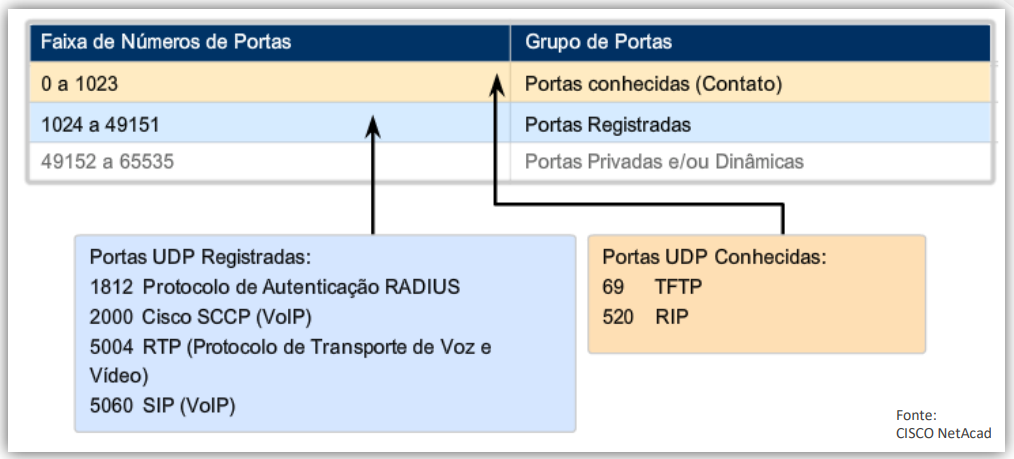 Faixa de Números de Portas Grupo de Portas
0 a 1023 Portas conhecidas (Contato)
1024 a 49151 Portas Registradas
49152 a 65535 Portas Privadas e/ou Dinâmicas
Portas UDP Registradas:
1812 Protocolo de Autenticação RADIUS
2000 Cisco SCCP (VoIP)
5004 RTP (Protocolo de Transporte de Voz e
Vídeo)
5060 SIP (VoIP)
Portas UDP Conhecidas:
69 TFTP
520 RIP
Fonte:
CISCO NetAcad